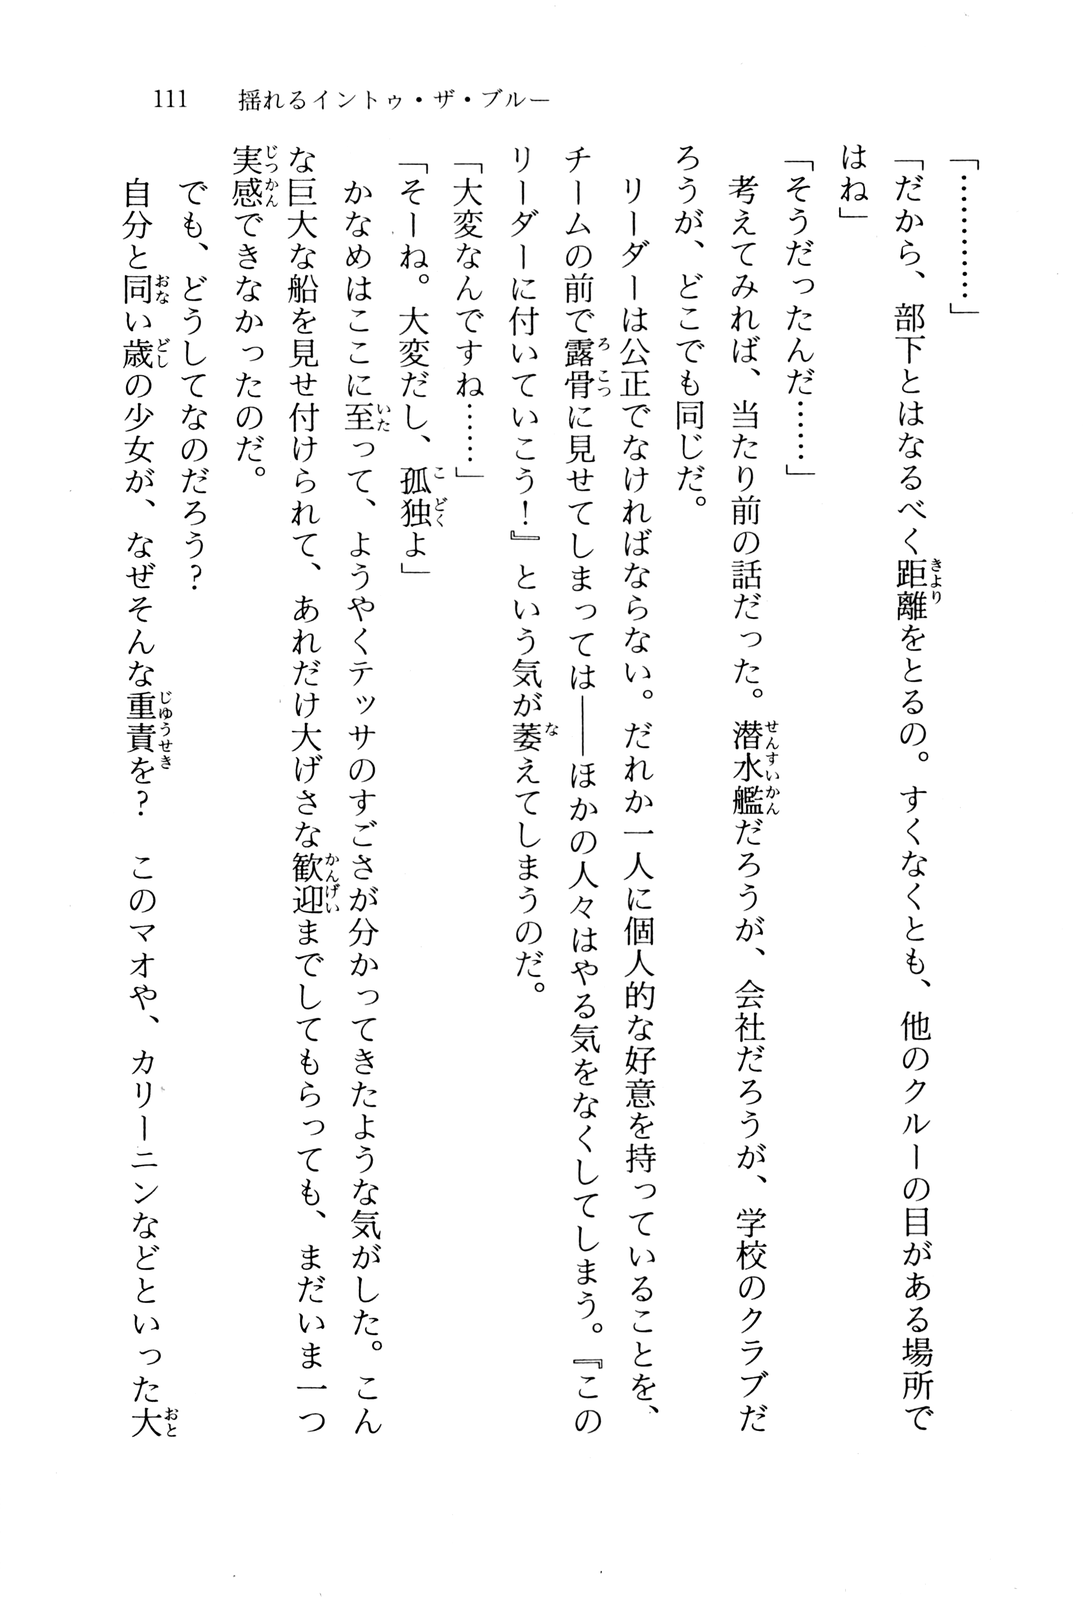 111 揺れるイントゥ・ザ・ブルー
「…………」
「だから、部下とはなるべく距離をとるの。すくなくとも、他のクルーの目がある場所で
はね」
「そうだったんだ……」
考えてみれば、当たり前の話だった。潜水艦だろうが、会社だろうが、学校のクラブだ
ろうが、どこでも同じだ。
リーダーは公正でなければならない。だれか一人に個人的な好意を持っていることを、
チームの前で露骨に見せてしまっては――ほかの人々はやる気をなくしてしまう。『この
リーダーに付いていこう！』という気が萎えてしまうのだ。
「大変なんですね……」
「そーね。大変だし、孤独よ」
かなめはここに至って、ようやくテッサのすごさが分かってきたような気がした。こん
な巨大な船を見せ付けられて、あれだけ大げさな歓迎までしてもらっても、まだいま一つ
実感できなかったのだ。
でも、どうしてなのだろう？
自分と同い歳の少女が、なぜそんな重責を？　このマオや、カリーニンなどといった大